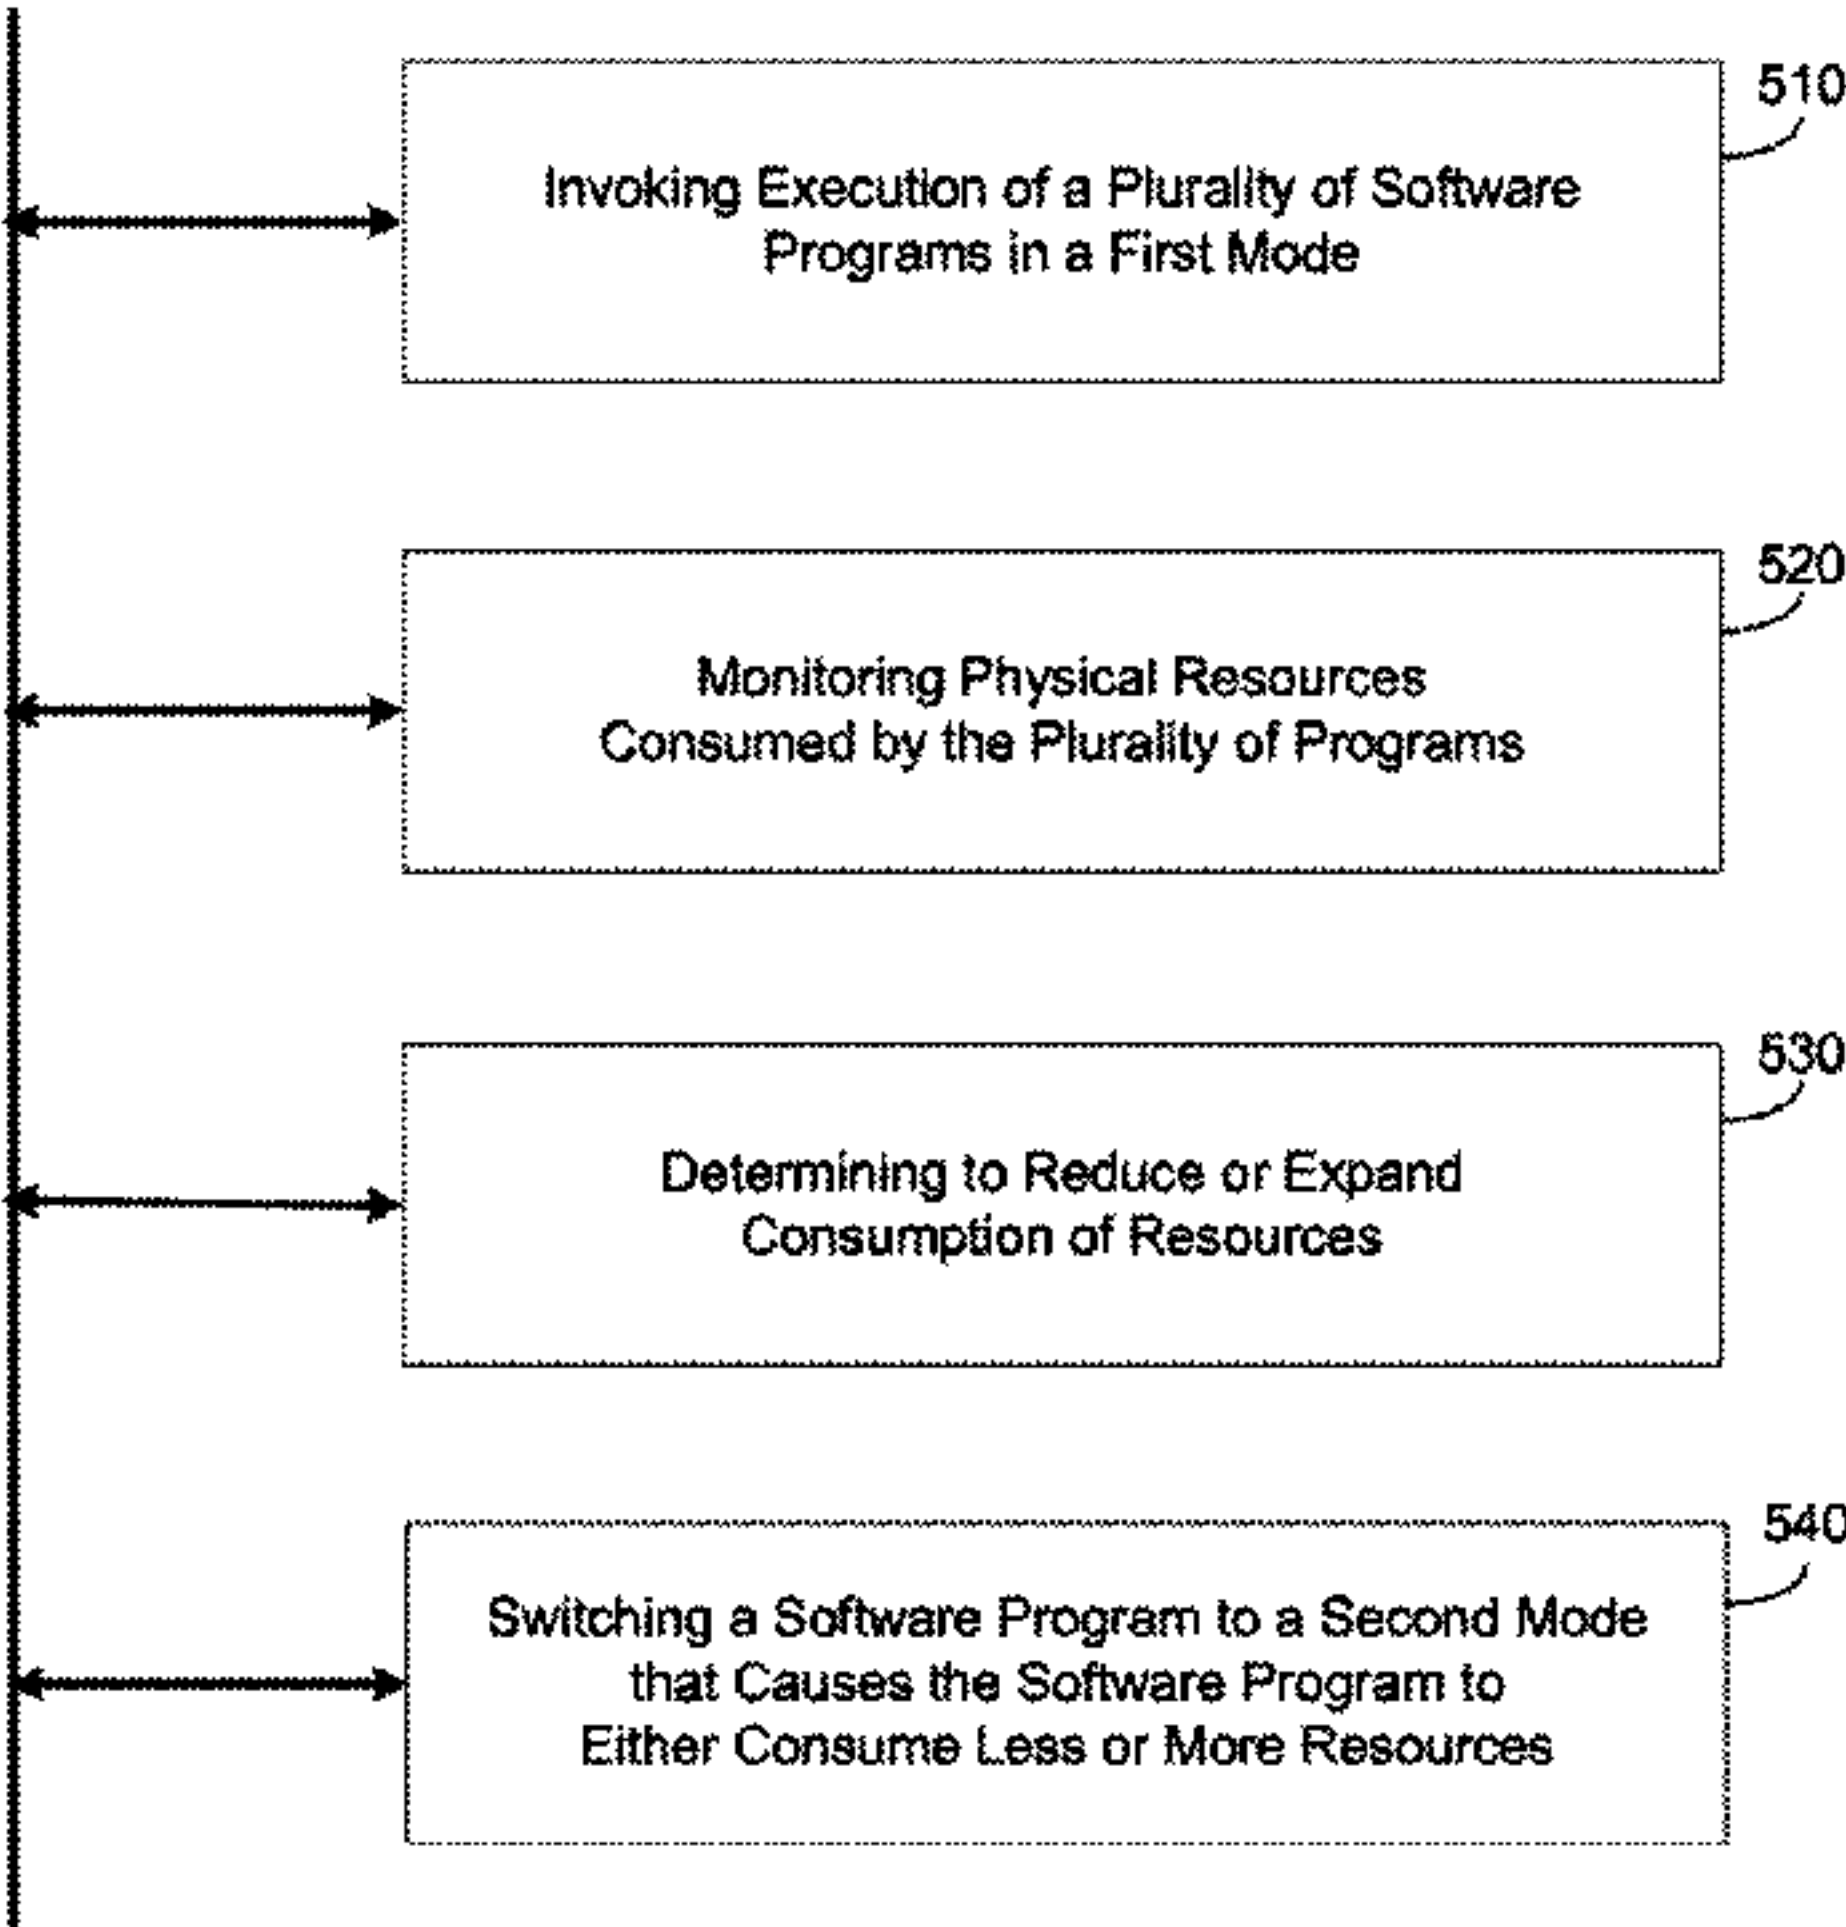 510
Invoking Execution of a Plurality of Software
Programs in a First Mode
520
Monitoring Physical Resources
Consumed by the Plurality of Programs
530
Determining to Reduce or Expand
Consumption of Resources
540
Switching a Software Program to a Second Mode
that Causes the Software Program to
Either Consume Less or More Resources